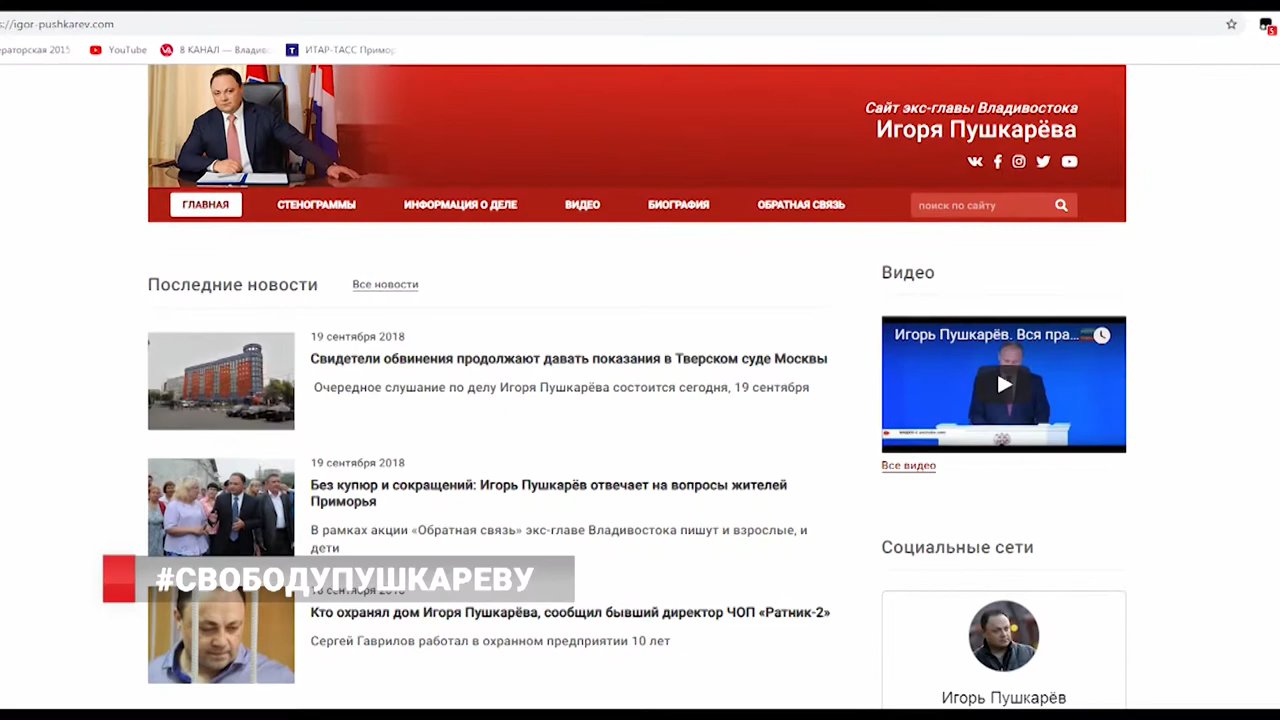 s://igor-pushkarev.com
ераторская 2015
YouTube
8 КАНАЛ — Владив
ИТАР-ТАСС Примор
Сайт экс-главы Владивостока
Игоря Пушкарёва
ГЛАВНАЯ
СТЕНОГРАММЫ
ИНФОРМАЦИЯ О ДЕЛЕ
ВИДЕО
БИОГРАФИЯ
ОБРАТНАЯ СВЯЗЬ
поиск по сайту
Последние новости
Все новости
19 сентября 2018
Свидетели обвинения продолжают давать показания в Тверском суде Москвы
Очередное слушание по делу Игоря Пушкарёва состоится сегодня, 19 сентября
19 сентября 2018
Без купюр и сокращений: Игорь Пушкарёв отвечает на вопросы жителей
Приморья
В рамках акции «Обратная связь» экс-главе Владивостока пишут и взрослые, и
дети
#СВОБОДУПУШКАРЕВУ
Кто охранял дом Игоря Пушкарёва, сообщил бывший директор ЧОП «Ратник-2»
Сергей Гаврилов работал в охранном предприятии 10 лет
Видео
Игорь Пушкарёв. Вся пра...
Все видео
Социальные сети
Игорь Пушкарёв